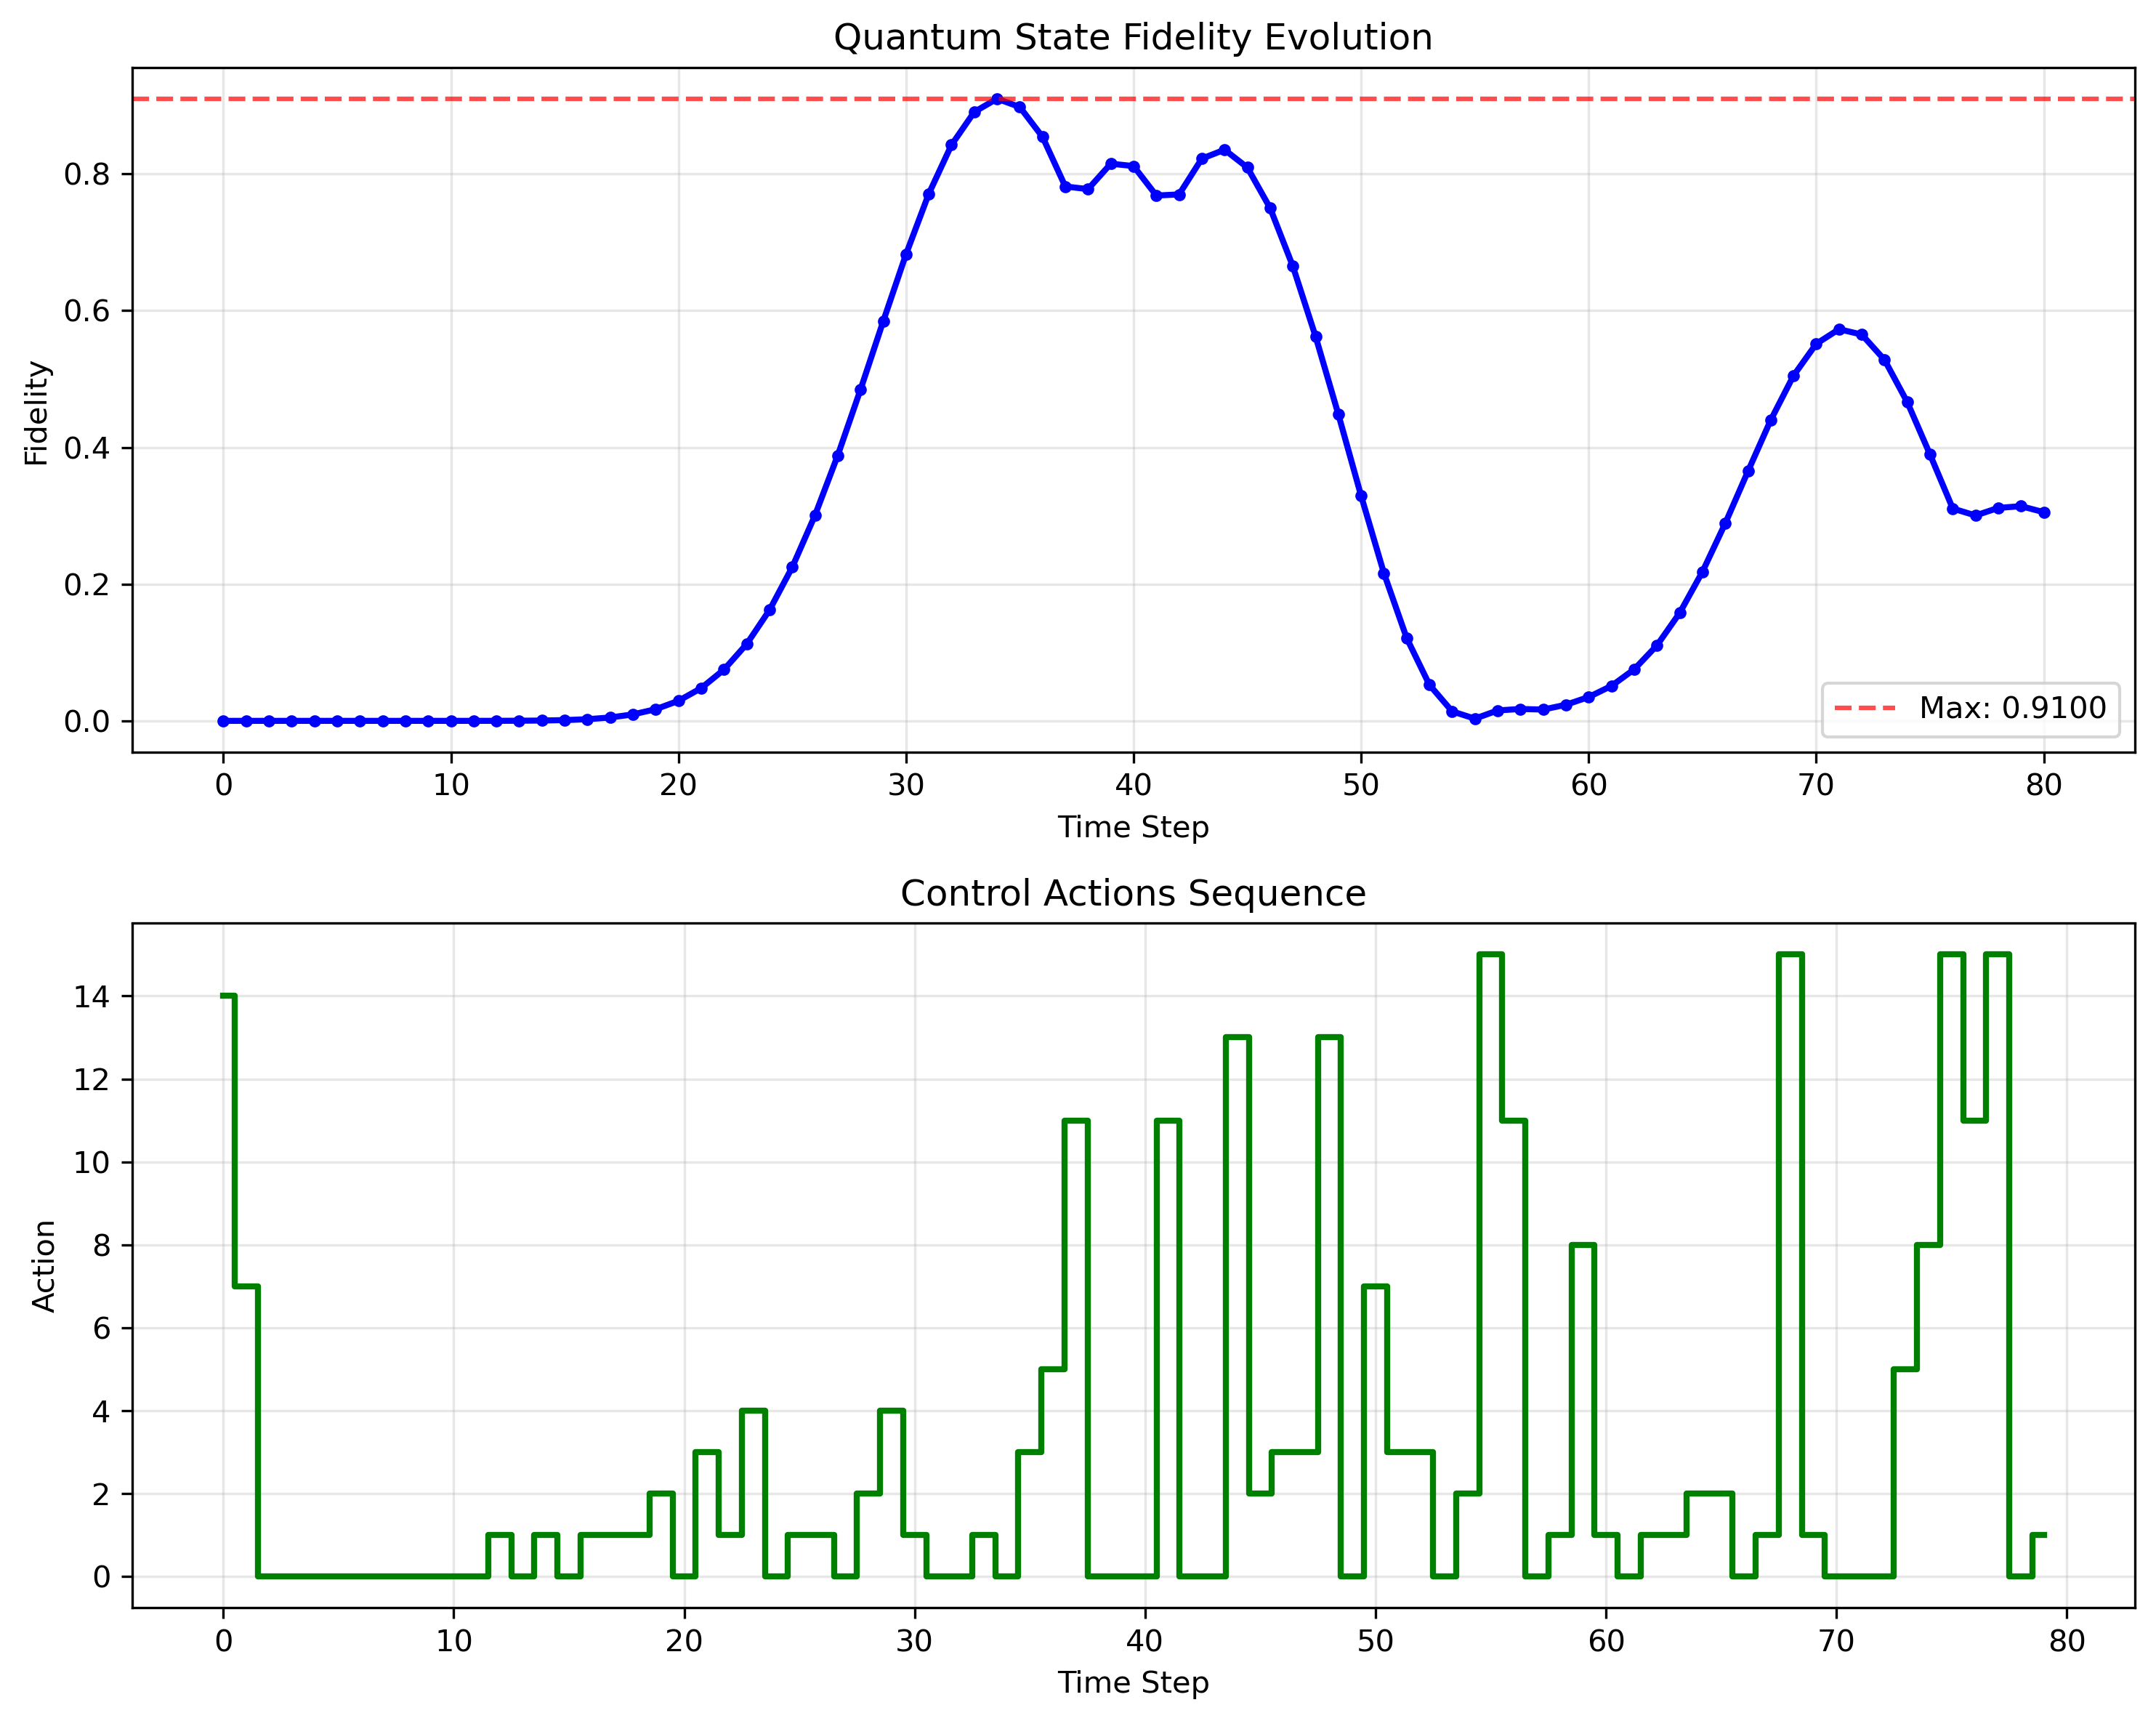 Quantum State Fidelity Evolution
Fidelity
0.8
0.6
0.4
0.2
0.0
Max: 0.9100
0 10 20 30 40 50 60 70 80
Time Step
Control Actions Sequence
Action
14
12
10
8
6
4
2
0
0 10 20 30 40 50 60 70 80
Time Step